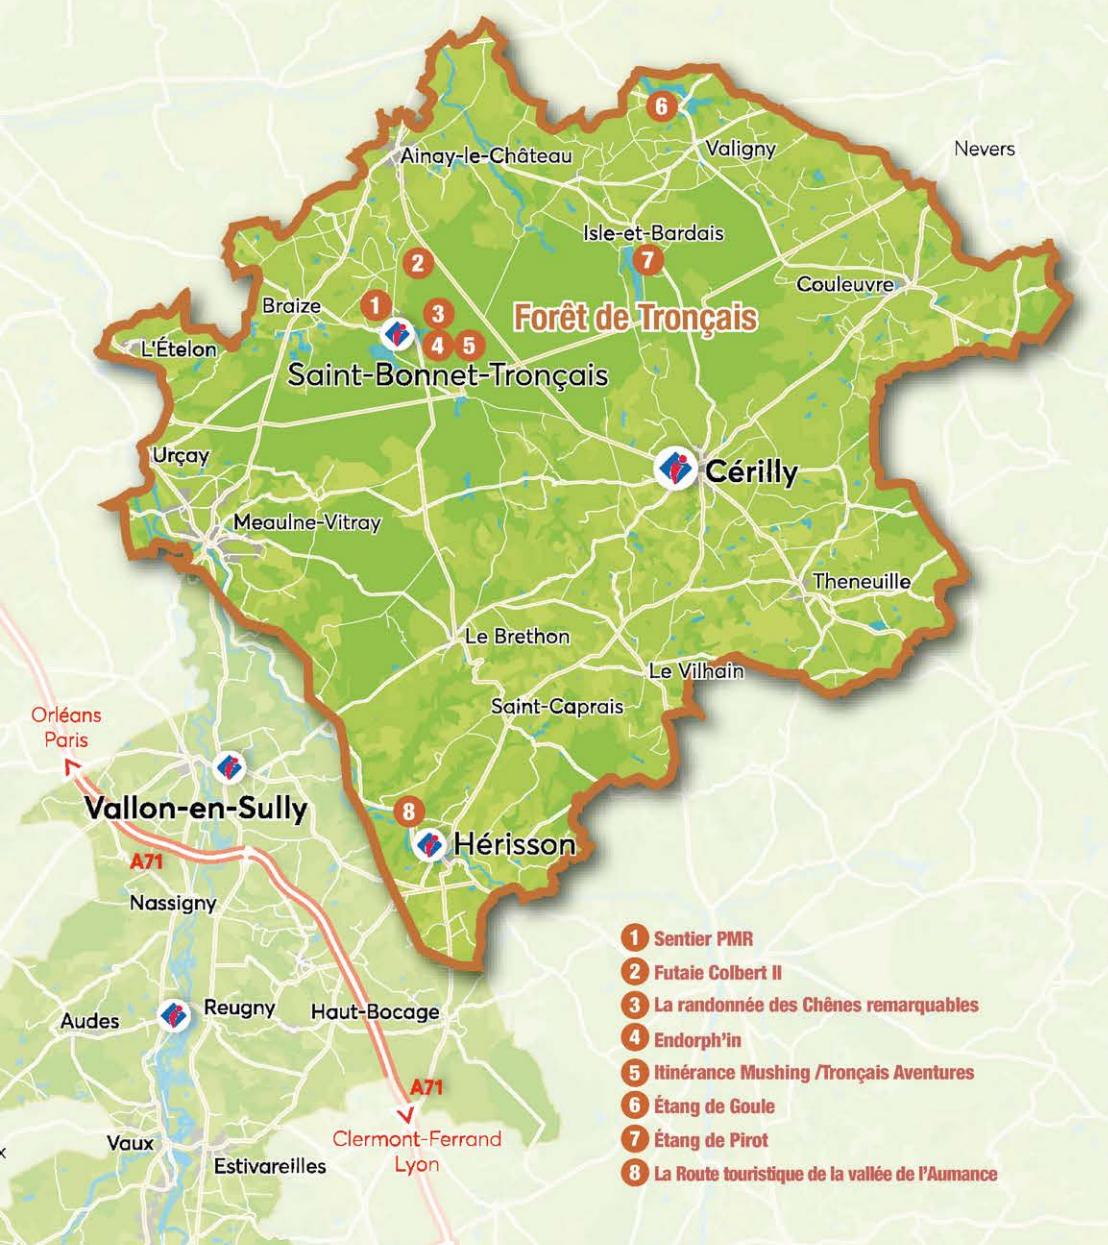 6
Ainay-le-Château
Valigny
Nevers
Isle-et-Bardais
2
7
Couleuvre
1
Braize
3
Forêt de Tronçais
L'Ételon
4
5
Saint-Bonnet-Tronçais
Urçay
Cérilly
Meaulne-Vitray
Theneuille
Le Brethon
Le Vilhain
Saint-Caprais
Orléans
Paris
Vallon-en-Sully
8
Hérisson
A71
Nassigny
Reugny
Haut-Bocage
Audes
A71
Clermont-Ferrand
Lyon
Vaux
x
Estivareilles
1 Sentier PMR
2 Futaie Colbert II
3 La randonnée des Chênes remarquables
4 Endorph'in
5 Itinérance Mushing /Tronçais Aventures
6 Étang de Goule
7 Étang de Pirot
8 La Route touristique de la vallée de l'Aumance